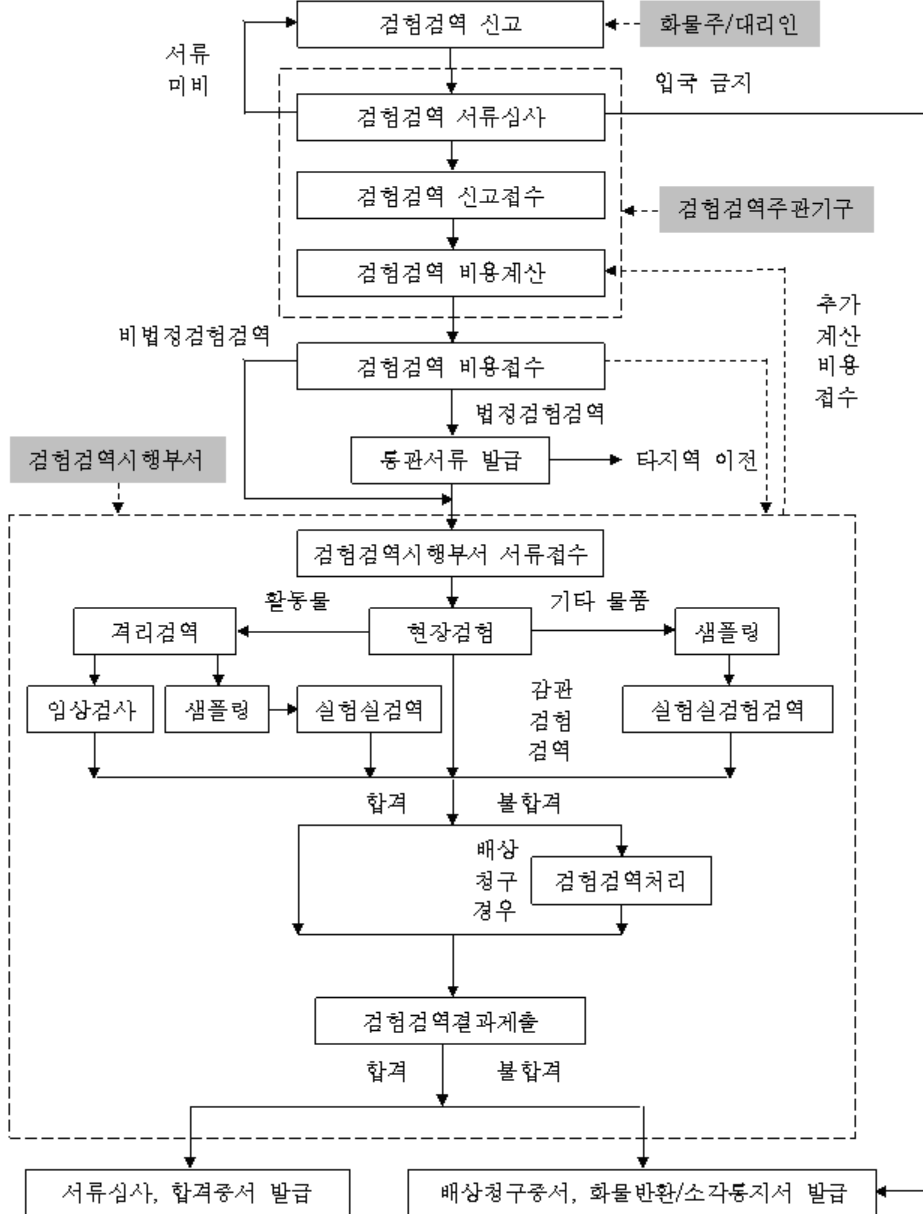 검험검역 신고
화물주/대리인
서류
미비
입국 금지
검험검역 서류심사
검험검역 신고접수
검험검역주관기구
검험검역 비용계산
추가
계산
비용
접수
비법정검험검역
검험검역 비용접수
법정검험검역
검험검역시행부서
통관서류 발급
타지역 이전
검험검역시행부서 서류접수
활동물
기타 물품
격리검역
현장검험
샘플링
감관
검험
검역
임상검사
샘플링
실험실검역
실험실검험검역
합격
불합격
배상
청구
경우
검험검역처리
검험검역결과제출
합격
불합격
서류심사, 합격증서 발급
배상청구증서, 화물반환/소각통지서 발급